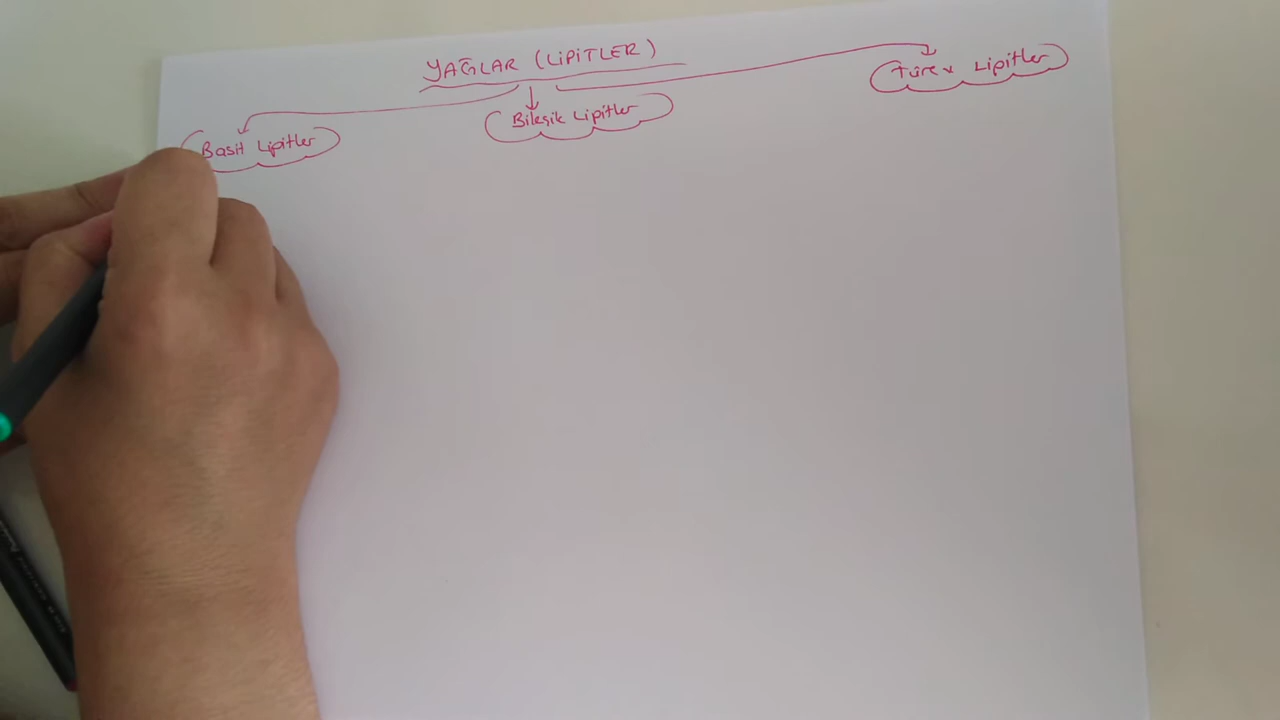 YAĞLAR (LİPİTLER)
Basit Lipitler
Bileşik Lipitler
Türev Lipitler